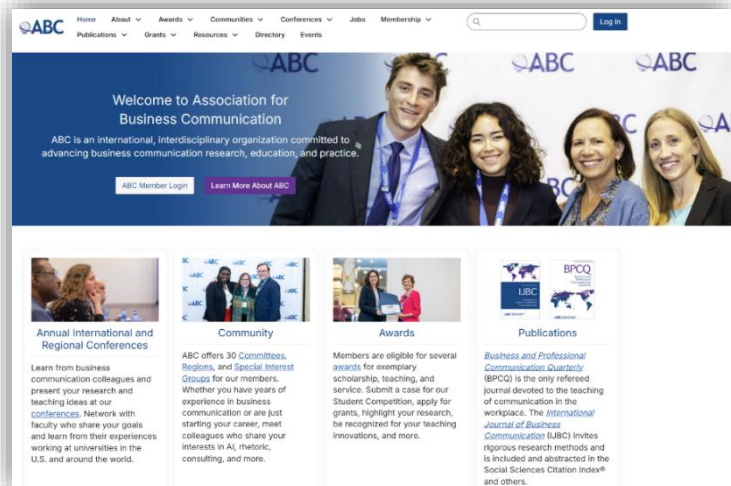 ABC
Home About Awards Communities Conferences Jobs Membership
Publications Grants Resources Directory Events
Log In
ABC ABC ABC
Welcome to Association for
Business Communication
ABC is an international, interdisciplinary organization committed to
advancing business communication research, education, and practice.
ABC Member Login Learn More About ABC
Annual International and
Regional Conferences
Learn from business
communication colleagues and
present your research and
teaching ideas at our
conferences. Network with
faculty who share your goals
and learn from their experiences
working at universities in the
U.S. and around the world.
Community
ABC offers 30 Committees,
Regions, and Special Interest
Groups for our members.
Whether you have years of
experience in business
communication or are just
starting your career, meet
colleagues who share your
interests in AI, rhetoric,
consulting, and more.
Awards
Members are eligible for several
awards for exemplary
scholarship, teaching, and
service. Submit a case for our
Student Competition, apply for
grants, highlight your research,
be recognized for your teaching
innovations, and more.
IJBC
BPCQ
Publications
Business and Professional
Communication Quarterly
(BPCQ) is the only refereed
journal devoted to the teaching
of communication in the
workplace. The International
Journal of Business
Communication (IJBC) invites
rigorous research methods and
is included and abstracted in the
Social Sciences Citation Index®
and others.